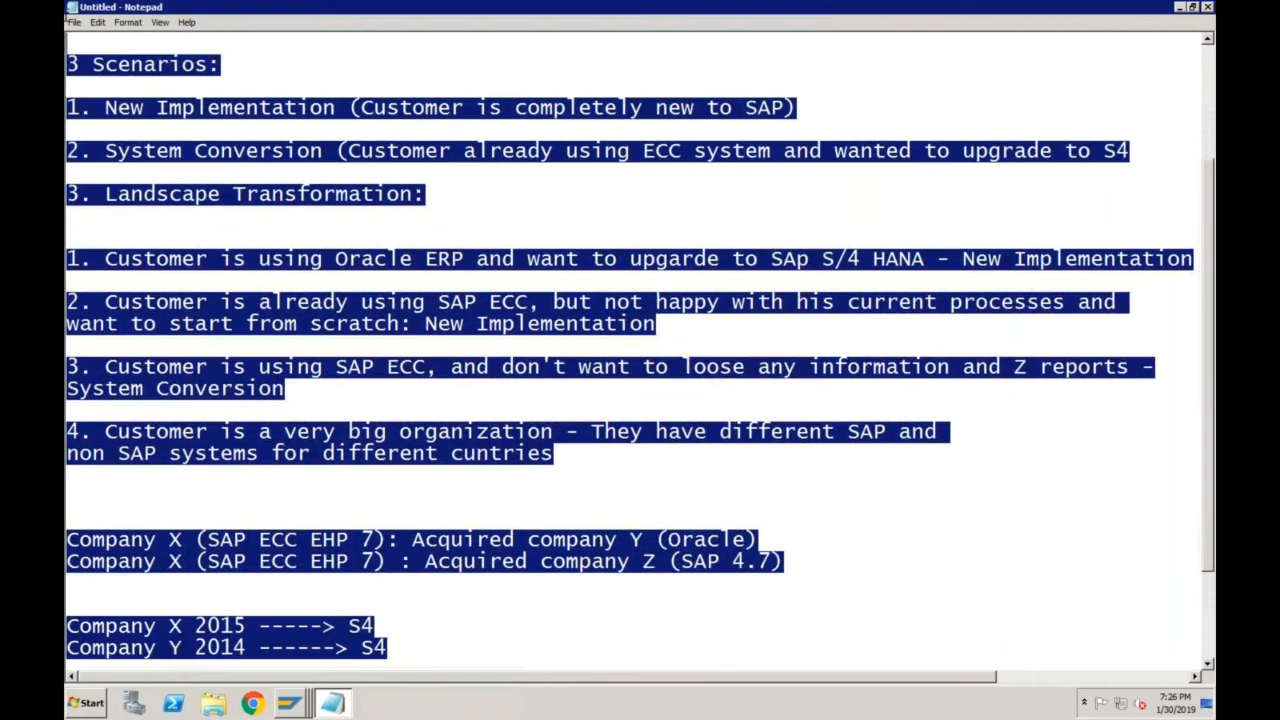 Untitled - Notepad
File Edit Format View Help
3 Scenarios:
1. New Implementation (Customer is completely new to SAP)
2. System Conversion (Customer already using ECC system and wanted to upgrade to S4
3. Landscape Transformation:
1. Customer is using Oracle ERP and want to upgarde to SAp S/4 HANA - New Implementation
2. Customer is already using SAP ECC, but not happy with his current processes and
want to start from scratch: New Implementation
3. Customer is using SAP ECC, and don't want to loose any information and Z reports -
System Conversion
4. Customer is a very big organization - They have different SAP and
non SAP systems for different cuntries
Company X (SAP ECC EHP 7): Acquired company Y (Oracle)
Company X (SAP ECC EHP 7) : Acquired company Z (SAP 4.7)
Company X 2015 -----> S4
Company Y 2014 ------> S4
Start
7:26 PM
1/30/2019